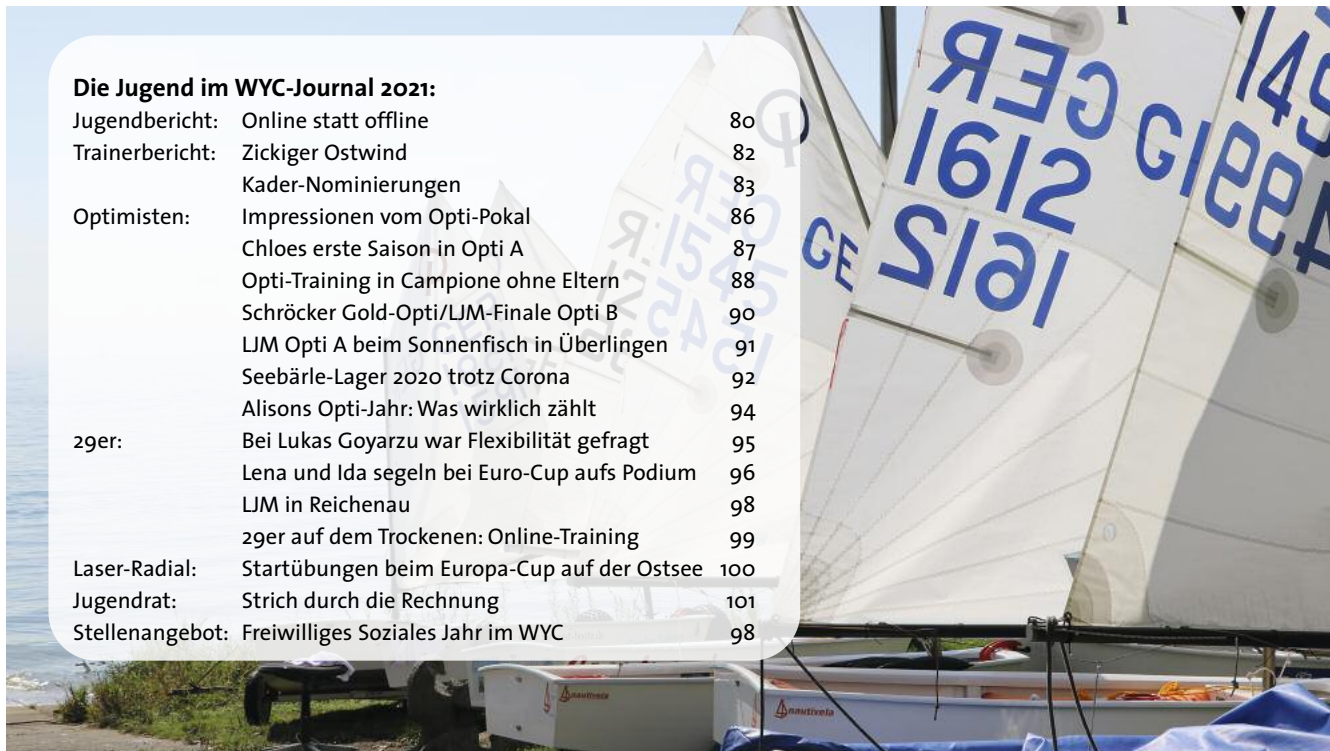 Die Jugend im WYC-Journal 2021:
Jugendbericht: Online statt offline 80
Trainerbericht: Zickiger Ostwind 82
Kader-Nominierungen 83
Optimisten: Impressionen vom Opti-Pokal 86
Chloes erste Saison in Opti A 87
Opti-Training in Campione ohne Eltern 88
Schröcker Gold-Opti/LJM-Finale Opti B 90
LJM Opti A beim Sonnenfisch in Überlingen 91
Seebärle-Lager 2020 trotz Corona 92
Alisons Opti-Jahr: Was wirklich zählt 94
29er: Bei Lukas Goyarzu war Flexibilität gefragt 95
Lena und Ida segeln bei Euro-Cup aufs Podium 96
LJM in Reichenau 98
29er auf dem Trockenen: Online-Training 99
Laser-Radial: Startübungen beim Europa-Cup auf der Ostsee 100
Jugendrat: Strich durch die Rechnung 101
Stellenangebot: Freiwilliges Soziales Jahr im WYC 98
GER
1612
1612
GE
nautivela
nautivela